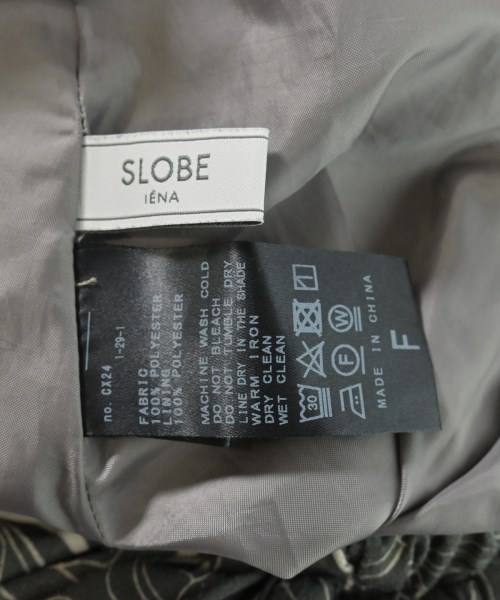 SLOBE
IÉNA
no. CX24 1-29-1
FABRIC
100% POLYESTER
LINING
100% POLYESTER
MACHINE WASH COLD
DO NOT BLEACH
DO NOT TUMBLE DRY
LINE DRY IN THE SHADE
WARM IRON
DRY CLEAN
WET CLEAN
30
F
W
MADE IN CHINA
F